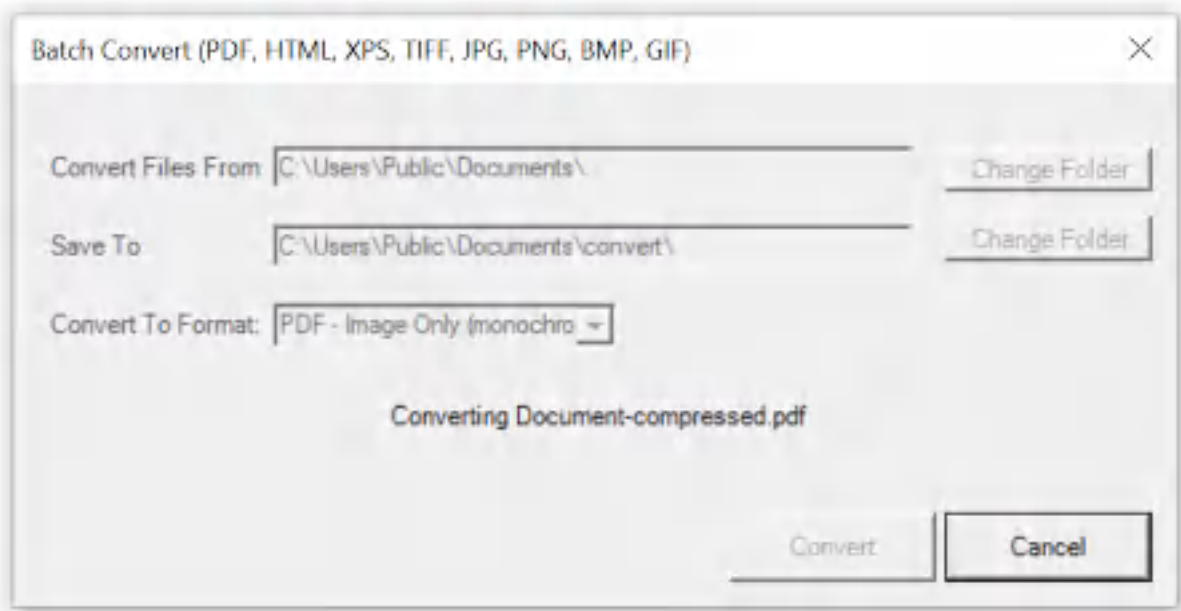 Batch Convert (PDF, HTML, XPS, TIFF, JPG, PNG, BMP, GIF)
Convert Files From C:\Users\Public\Documents\ Change Folder
Save To C:\Users\Public\Documents\convert\ Change Folder
Convert To Format: PDF - Image Only (monochro
Converting Document-compressed.pdf
Convert Cancel